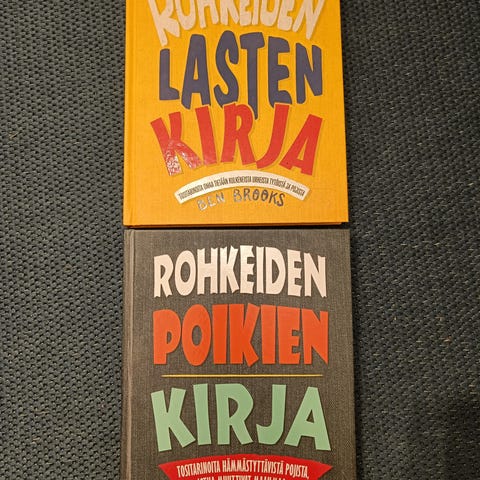 ROHKEIDEN
LASTEN
KIRJA
TOSITARINOITA OMAA TIETÄÄN KULKENEISTA URHEISTA TYTÖISTÄ JA POJISTA
BEN BROOKS
ROHKEIDEN
POIKIEN
KIRJA
TOSITARINOITA HÄMMÄSTYTTÄVISTÄ POJISTA,